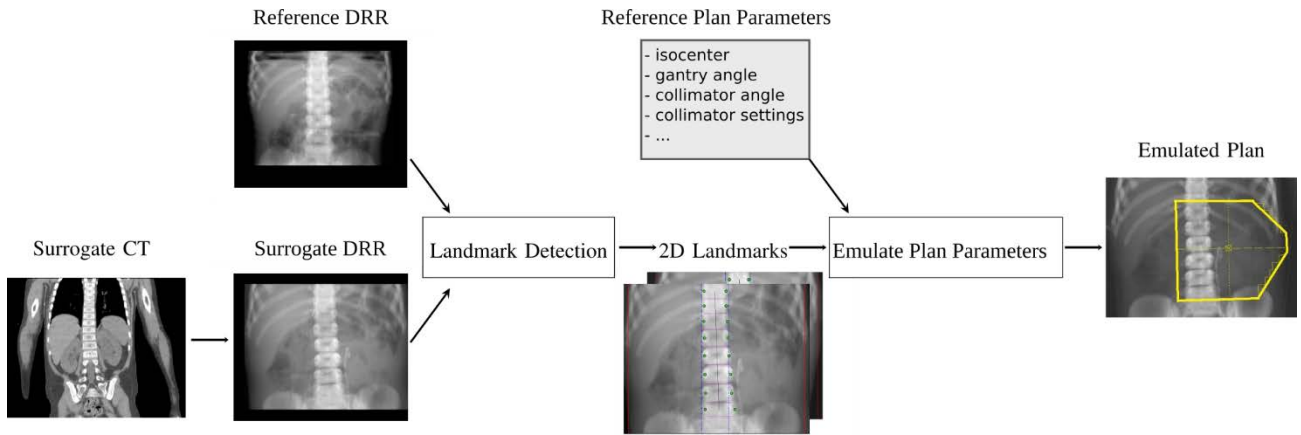 Reference DRR
Reference Plan Parameters
- isocenter
- gantry angle
- collimator angle
- collimator settings
- ...
Emulated Plan
Surrogate CT
Surrogate DRR
Landmark Detection
2D Landmarks
Emulate Plan Parameters